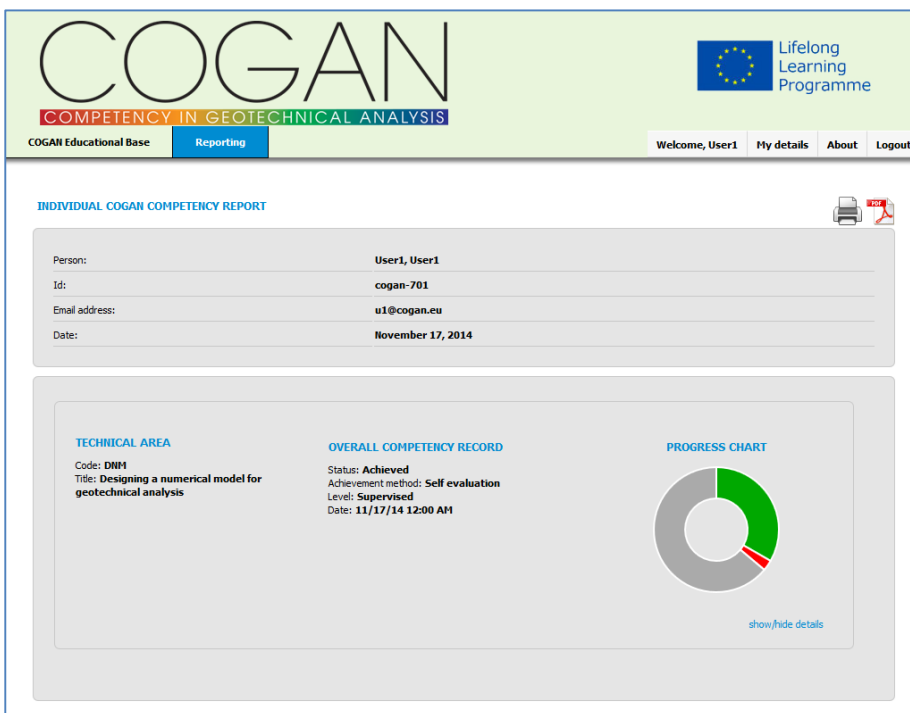 COGAN
COMPETENCY IN GEOTECHNICAL ANALYSIS
Lifelong
Learning
Programme
COGAN Educational Base Reporting Welcome, User1 My details About Logout
INDIVIDUAL COGAN COMPETENCY REPORT
PDF
Person: User1, User1
Id: cogan-701
Email address: u1@cogan.eu
Date: November 17, 2014
TECHNICAL AREA
Code: DNM
Title: Designing a numerical model for
geotechnical analysis
OVERALL COMPETENCY RECORD
Status: Achieved
Achievement method: Self evaluation
Level: Supervised
Date: 11/17/14 12:00 AM
PROGRESS CHART
show/hide details